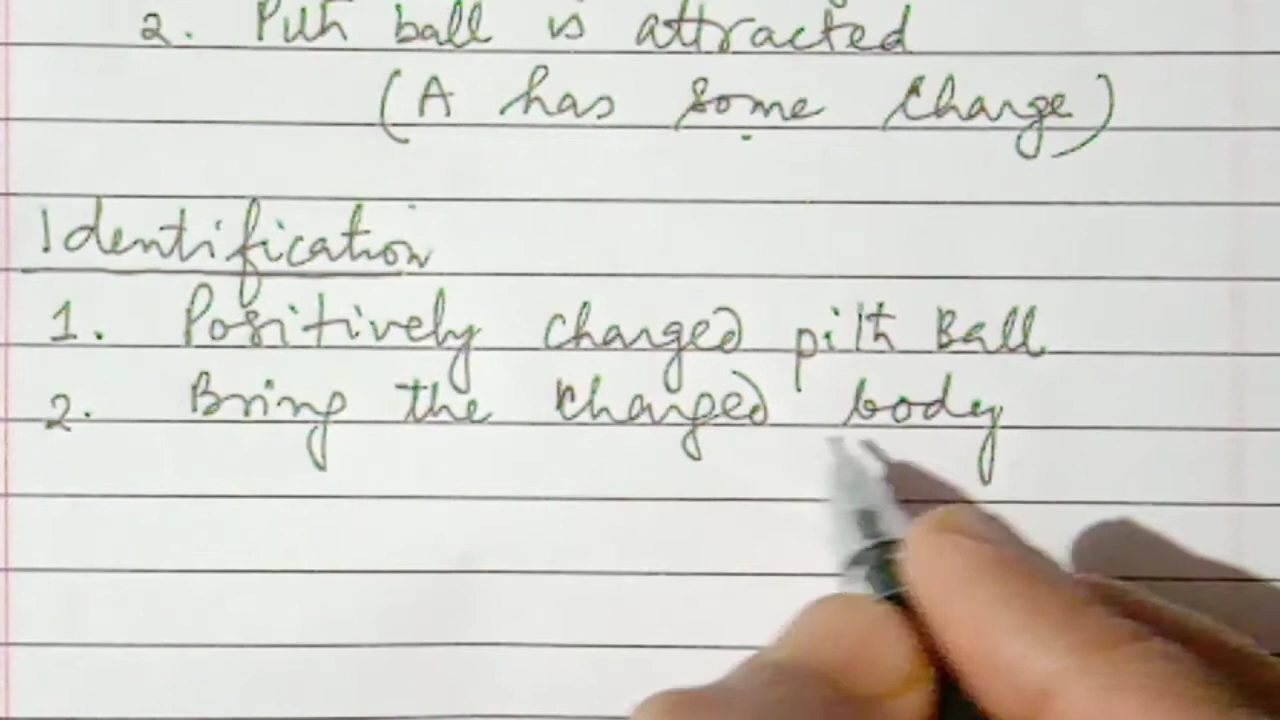 2. Pith ball is attracted
(A has some charge)
Identification
1. Positively charged pith Ball
2. Bring the charged body